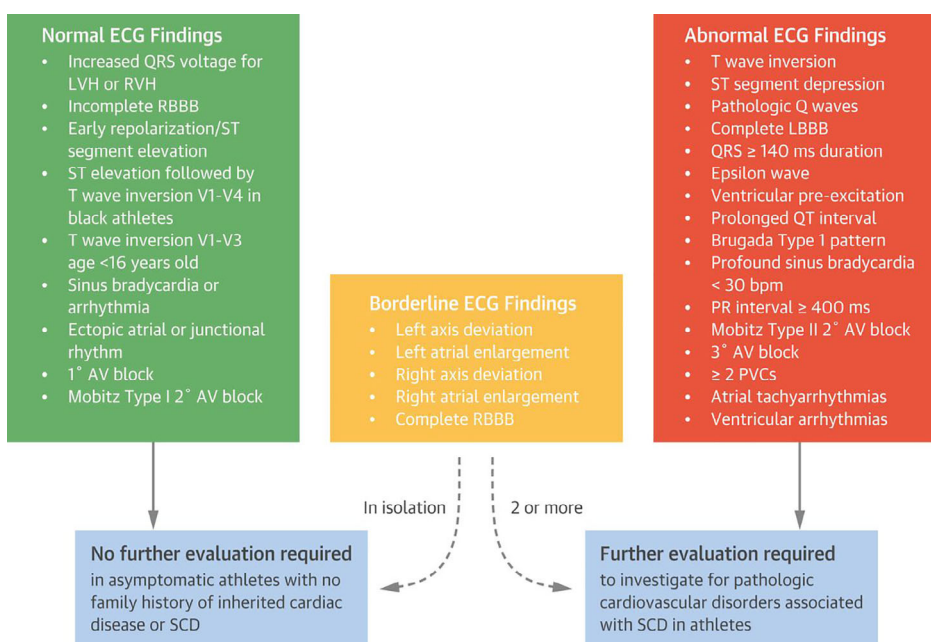 Normal ECG Findings
• Increased QRS voltage for
LVH or RVH
• Incomplete RBBB
• Early repolarization/ST
segment elevation
• ST elevation followed by
T wave inversion V1-V4 in
black athletes
• T wave inversion V1-V3
age <16 years old
• Sinus bradycardia or
arrhythmia
• Ectopic atrial or junctional
rhythm
• 1° AV block
• Mobitz Type I 2° AV block
Borderline ECG Findings
• Left axis deviation
• Left atrial enlargement
• Right axis deviation
• Right atrial enlargement
• Complete RBBB
Abnormal ECG Findings
• T wave inversion
• ST segment depression
• Pathologic Q waves
• Complete LBBB
• QRS ≥ 140 ms duration
• Epsilon wave
• Ventricular pre-excitation
• Prolonged QT interval
• Brugada Type 1 pattern
• Profound sinus bradycardia
< 30 bpm
• PR interval ≥ 400 ms
• Mobitz Type II 2° AV block
• 3° AV block
• ≥ 2 PVCs
• Atrial tachyarrhythmias
• Ventricular arrhythmias
In isolation
2 or more
No further evaluation required
in asymptomatic athletes with no
family history of inherited cardiac
disease or SCD
Further evaluation required
to investigate for pathologic
cardiovascular disorders associated
with SCD in athletes